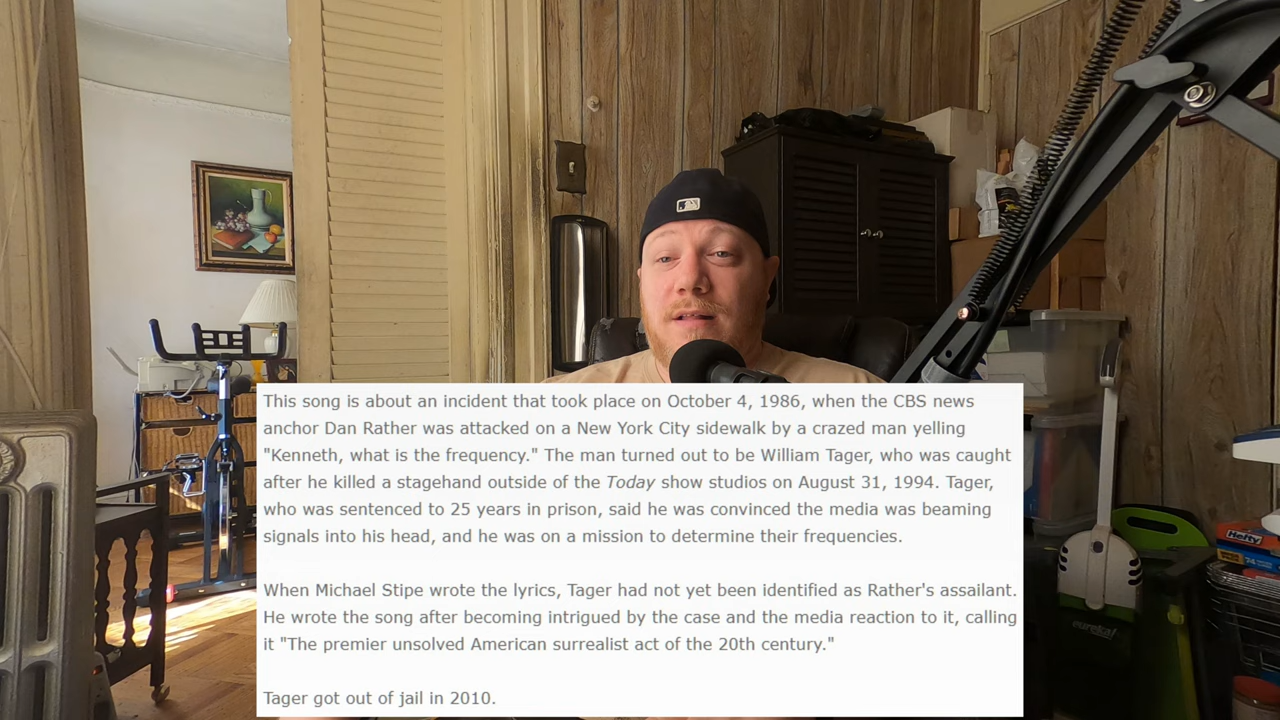 This song is about an incident that took place on October 4, 1986, when the CBS news
anchor Dan Rather was attacked on a New York City sidewalk by a crazed man yelling
"Kenneth, what is the frequency." The man turned out to be William Tager, who was caught
after he killed a stagehand outside of the Today show studios on August 31, 1994. Tager,
who was sentenced to 25 years in prison, said he was convinced the media was beaming
signals into his head, and he was on a mission to determine their frequencies.
When Michael Stipe wrote the lyrics, Tager had not yet been identified as Rather's assailant.
He wrote the song after becoming intrigued by the case and the media reaction to it, calling
it "The premier unsolved American surrealist act of the 20th century."
Tager got out of jail in 2010.
Hefty
74
eureka!